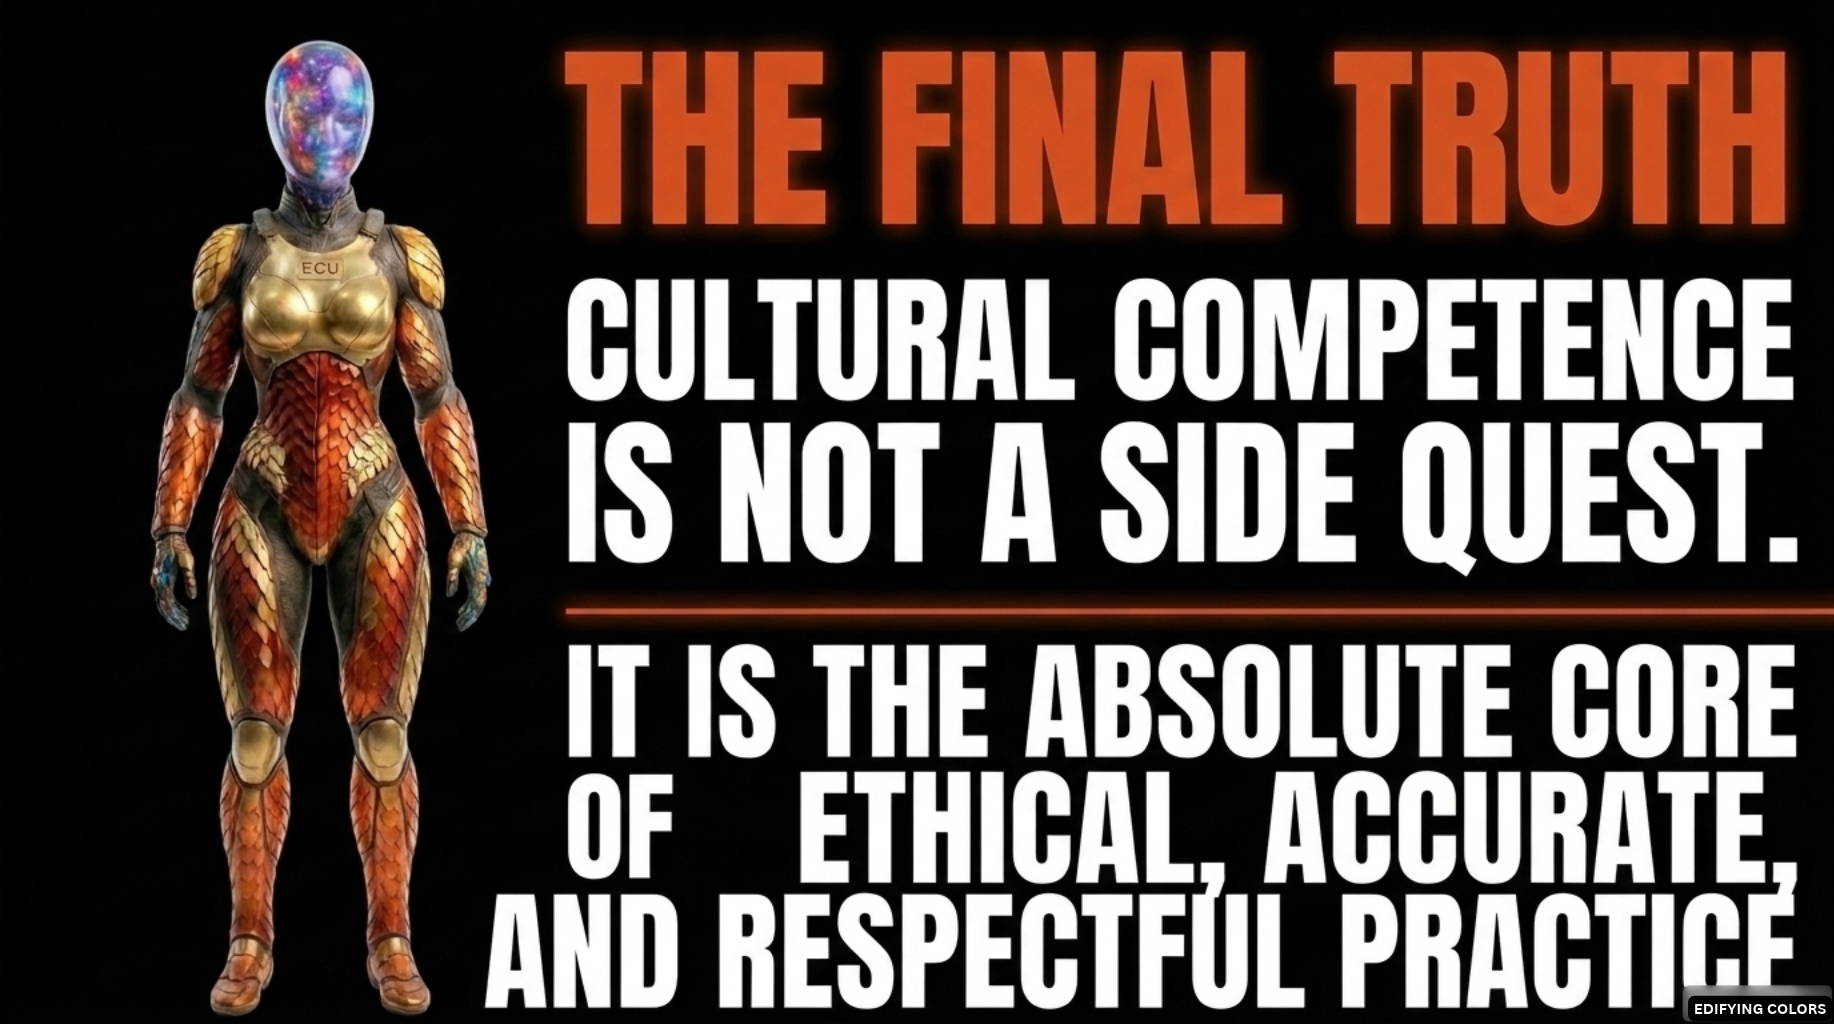 ECU
THE FINAL TRUTH
CULTURAL COMPETENCE
IS NOT A SIDE QUEST.
IT IS THE ABSOLUTE CORE
OF ETHICAL, ACCURATE,
AND RESPECTFUL PRACTICE
EDIFYING COLORS